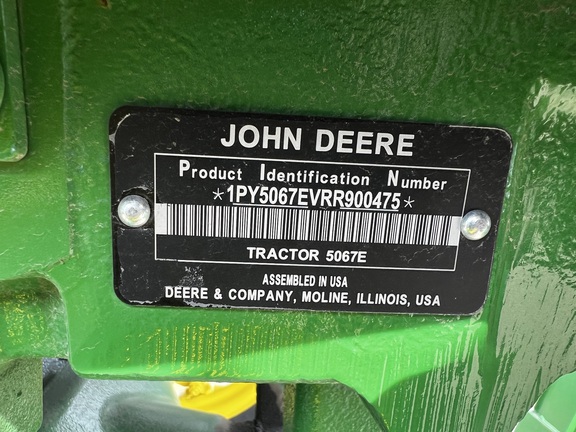 JOHN DEERE
Product Identification Number
*1PY5067EVRR900475*
TRACTOR 5067E
ASSEMBLED IN USA
DEERE & COMPANY, MOLINE, ILLINOIS, USA